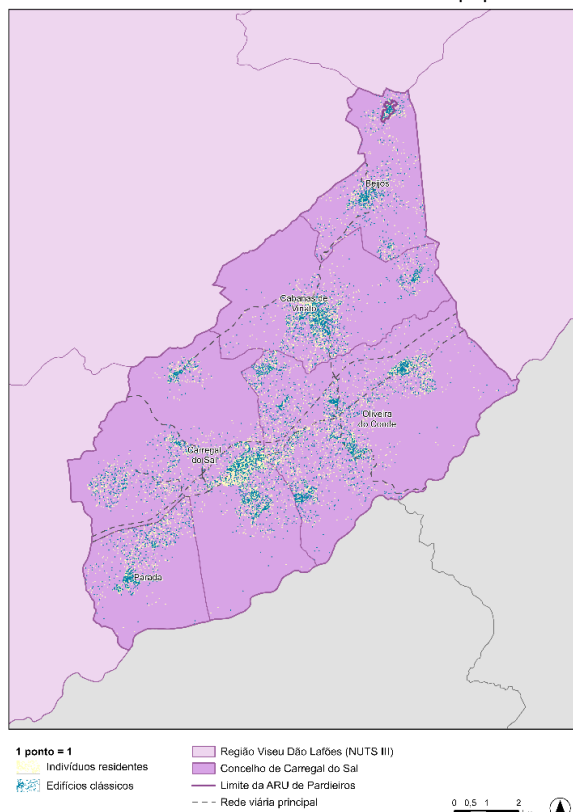 Beijós
Cabanas de
Viriato
Oliveira
do Conde
Carregal
do Sal
Parada
1 ponto = 1
Indivíduos residentes
Edifícios clássicos
Região Viseu Dão Lafões (NUTS III)
Concelho de Carregal do Sal
Limite da ARU de Pardieiros
Rede viária principal
0 0,5 1 2